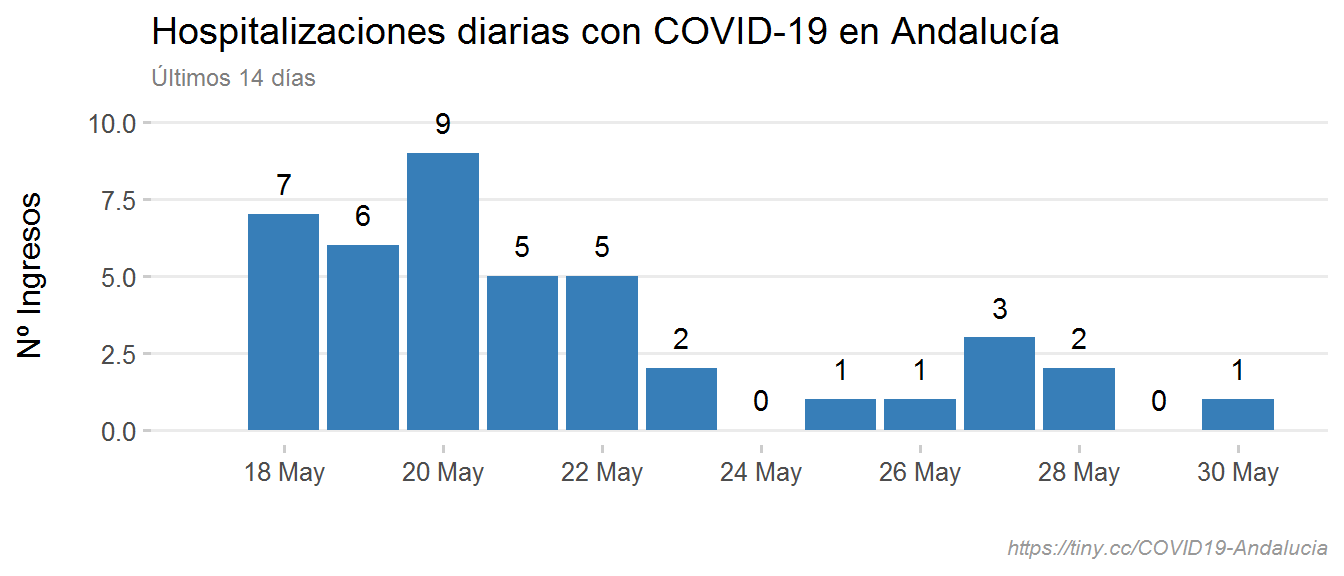 Hospitalizaciones diarias con COVID-19 en Andalucía
Últimos 14 días
Nº Ingresos
10.0
7.5
5.0
2.5
0.0
7 6 9 5 5 2 0 1 1 3 2 0 1
18 May 20 May 22 May 24 May 26 May 28 May 30 May
https://tiny.cc/COVID19-Andalucia